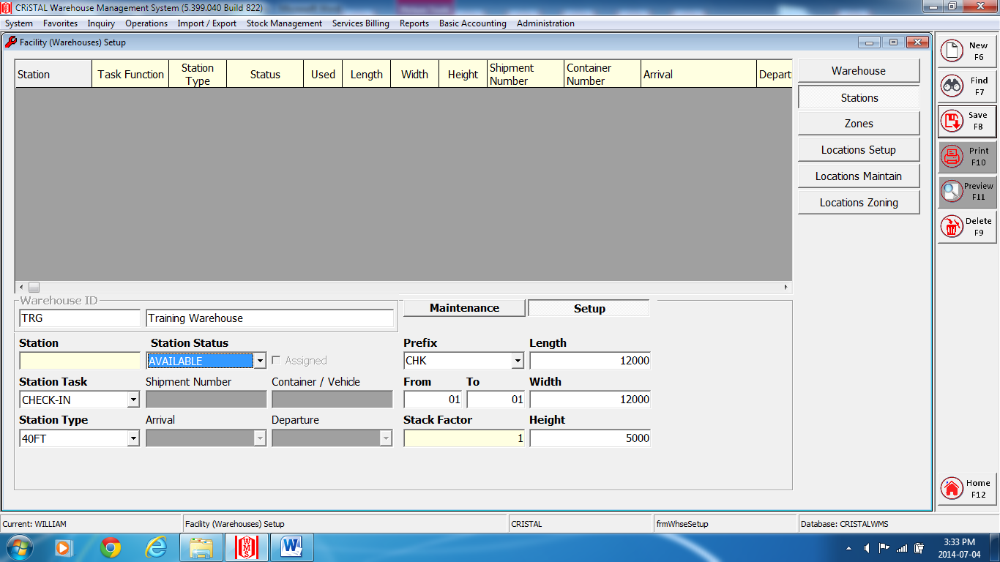 CRiSTAL Warehouse Management System (5.399.040 Build 822)
System Favorites Inquiry Operations Import / Export Stock Management Services Billing Reports Basic Accounting Administration
Facility (Warehouses) Setup
Station Task Function Station Type Status Used Length Width Height Shipment Number Container Number Arrival Depart
Warehouse
Stations
Zones
Locations Setup
Locations Maintain
Locations Zoning
New
F6
Find
F7
Save
F8
Print
F10
Preview
F11
Delete
F9
Warehouse ID
TRG Training Warehouse
Maintenance Setup
Station Station Status Prefix Length
AVAILABLE Assigned CHK 12000
Station Task Shipment Number Container / Vehicle From To Width
CHECK-IN 01 01 12000
Station Type Arrival Departure Stack Factor Height
40FT 1 5000
Home
F12
Current: WILLIAM Facility (Warehouses) Setup CRISTAL frmWhseSetup Database: CRISTALWMS
WMS
3:33 PM
2014-07-04